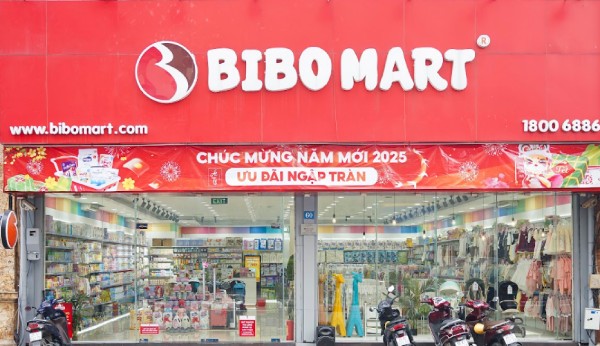 BIBO MART ®
www.bibomart.com
1800 6886
CHÚC MỪNG NĂM MỚI 2025
ƯU ĐÃI NGẬP TRÀN
EXIT